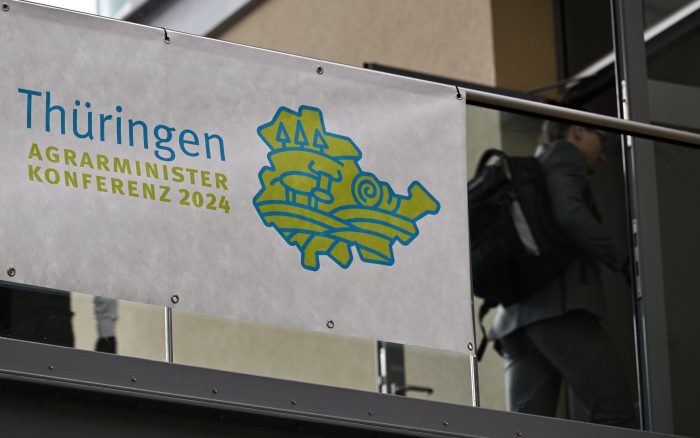 Thüringen
AGRARMINISTER
KONFERENZ 2024